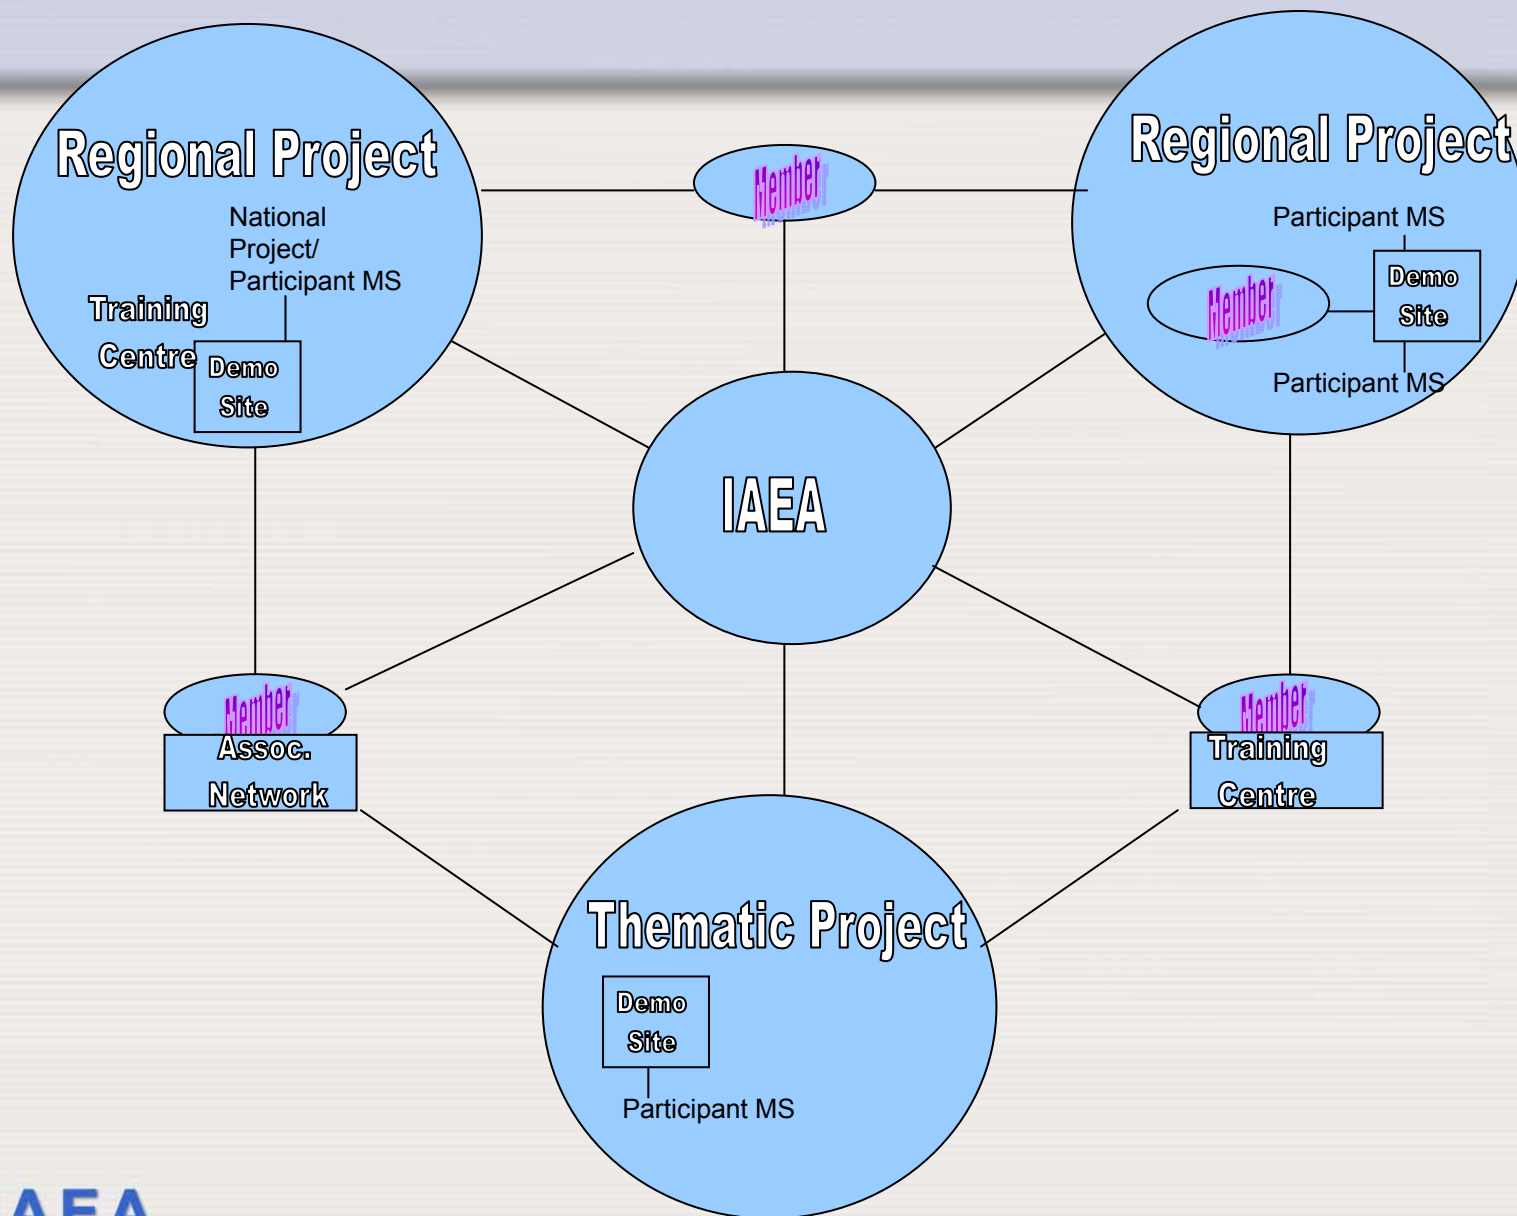 Regional Project
National
Project/
Participant MS
Training
Centre
Demo
Site
Member
Regional Project
Participant MS
Member
Demo
Site
Participant MS
IAEA
Member
Assoc.
Network
Member
Training
Centre
Thematic Project
Demo
Site
Participant MS
AEA